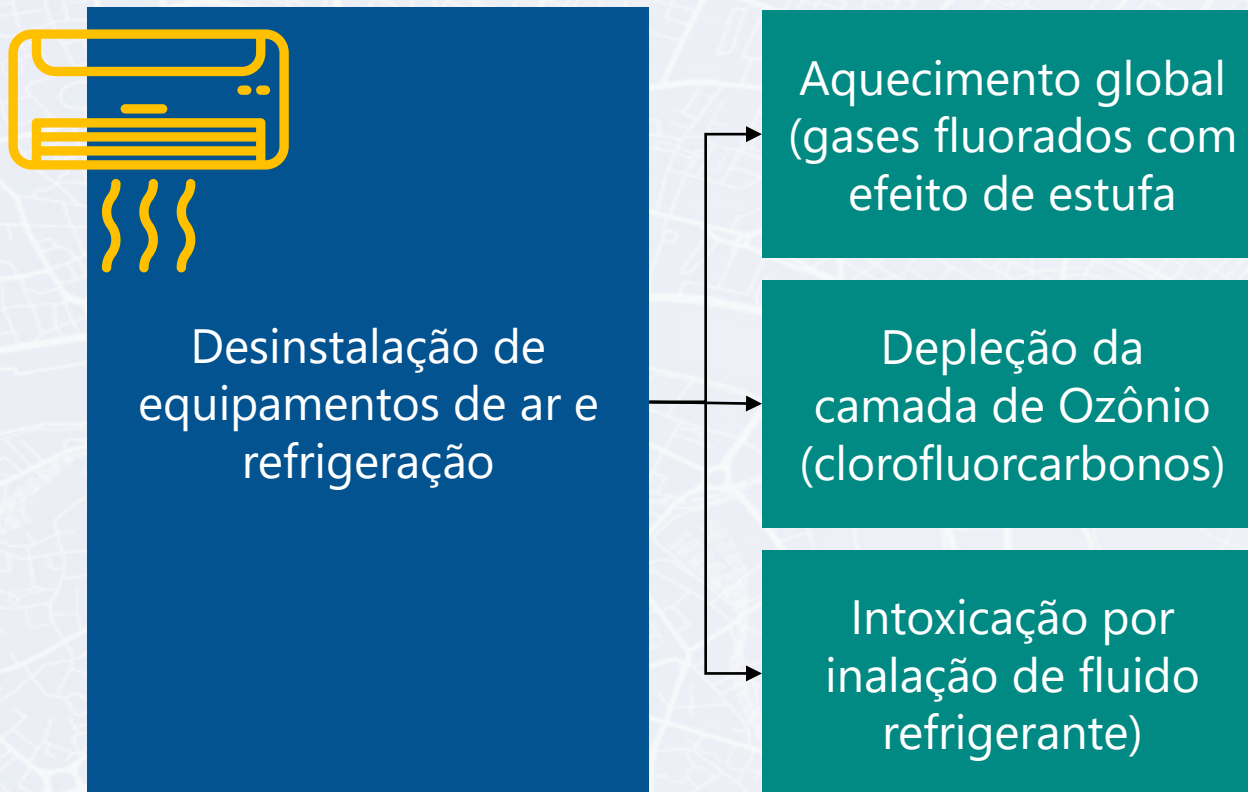 Desinstalação de
equipamentos de ar e
refrigeração
Aquecimento global
(gases fluorados com
efeito de estufa
Depleção da
camada de Ozônio
(clorofluorcarbonos)
Intoxicação por
inalação de fluido
refrigerante)